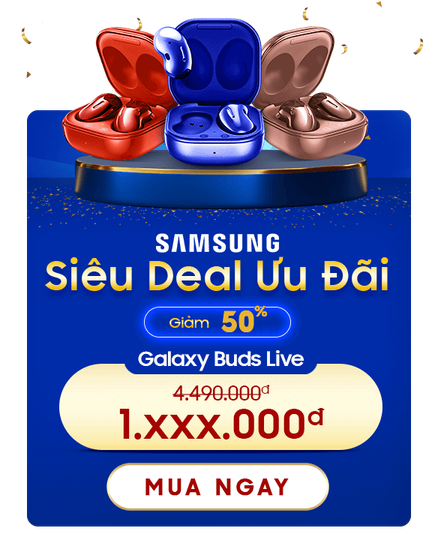 SAMSUNG
Siêu Deal Ưu Đãi
Giảm 50%
Galaxy Buds Live
4.490.000đ
1.xxx.000đ
MUA NGAY